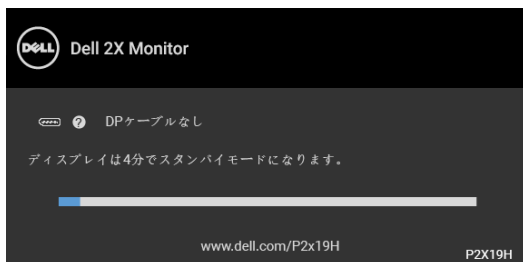 DELL Dell 2X Monitor
? DPケーブルなし
ディスプレイは4分でスタンバイモードになります。
www.dell.com/P2x19H
P2X19H